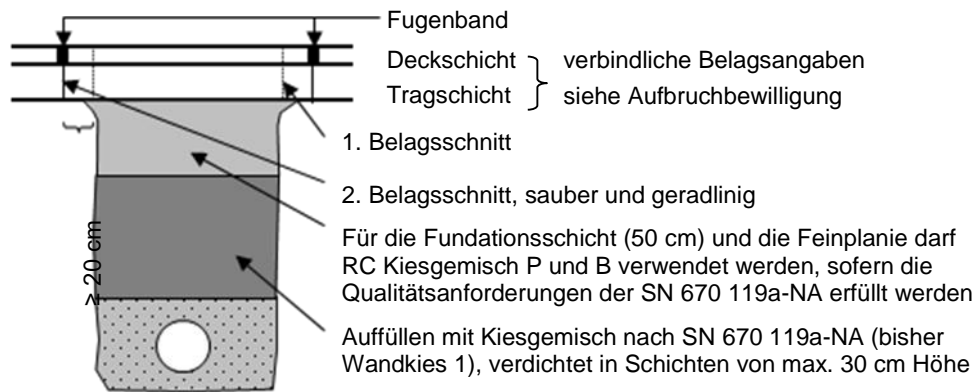 Fugenband
Deckschicht verbindliche Belagsangaben
Tragschicht siehe Aufbruchbewilligung
1. Belagsschnitt
2. Belagsschnitt, sauber und geradlinig
Für die Fundationsschicht (50 cm) und die Feinplanie darf
RC Kiesgemisch P und B verwendet werden, sofern die
Qualitätsanforderungen der SN 670 119a-NA erfüllt werden
≥ 20 cm
Auffüllen mit Kiesgemisch nach SN 670 119a-NA (bisher
Wandkies 1), verdichtet in Schichten von max. 30 cm Höhe